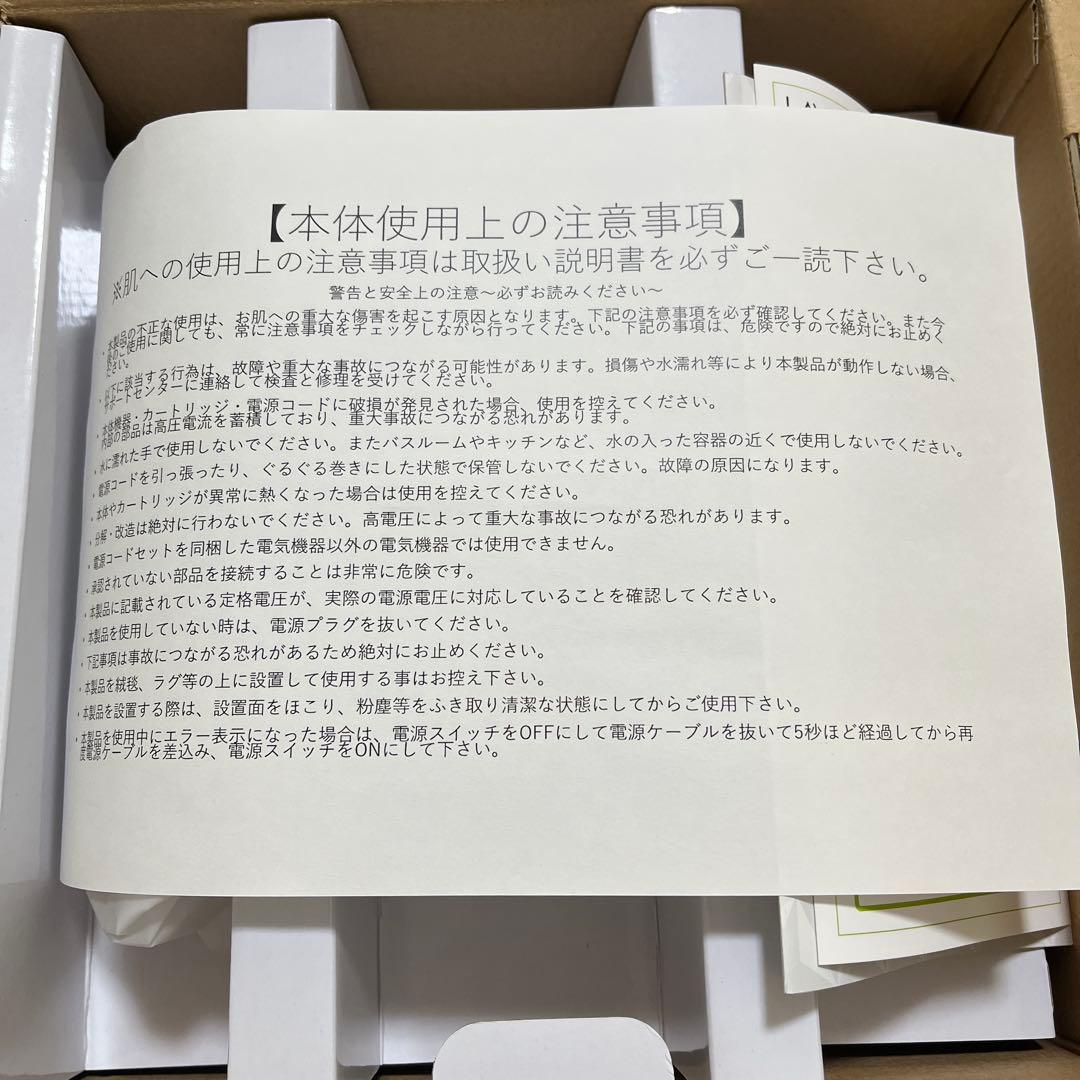 【本体使用上の注意事項】
※肌への使用上の注意事項は取扱い説明書を必ずご一読下さい。
警告と安全上の注意～必ずお読みください～
・本製品の不正な使用は、お肌への重大な傷害を起こす原因となります。下記の注意事項を必ず確認してください。また今
後のご使用に関しても、常に注意事項をチェックしながら行ってください。下記の事項は、危険ですので絶対にお止めく
ださい。
・以下に該当する行為は、故障や重大な事故につながる可能性があります。損傷や水濡れ等により本製品が動作しない場合、
サポートセンターに連絡して検査と修理を受けてください。
・本体機器・カートリッジ・電源コードに破損が発見された場合、使用を控えてください。
内部の部品は高圧電流を蓄積しており、重大事故につながる恐れがあります。
・水に濡れた手で使用しないでください。またバスルームやキッチンなど、水の入った容器の近くで使用しないでください。
・電源コードを引っ張ったり、ぐるぐる巻きにした状態で保管しないでください。故障の原因になります。
・本体やカートリッジが異常に熱くなった場合は使用を控えてください。
・分解・改造は絶対に行わないでください。高電圧によって重大な事故につながる恐れがあります。
・電源コードセットを同梱した電気機器以外の電気機器では使用できません。
・承認されていない部品を接続することは非常に危険です。
・本製品に記載されている定格電圧が、実際の電源電圧に対応していることを確認してください。
・本製品を使用していない時は、電源プラグを抜いてください。
・下記事項は事故につながる恐れがあるため絶対にお止めください。
・本製品を絨毯、ラグ等の上に設置して使用する事はお控え下さい。
・本製品を設置する際は、設置面をほこり、粉塵等をふき取り清潔な状態にしてからご使用下さい。
・本製品を使用中にエラー表示になった場合は、電源スイッチをOFFにして電源ケーブルを抜いて5秒ほど経過してから再
度電源ケーブルを差込み、電源スイッチをONにして下さい。